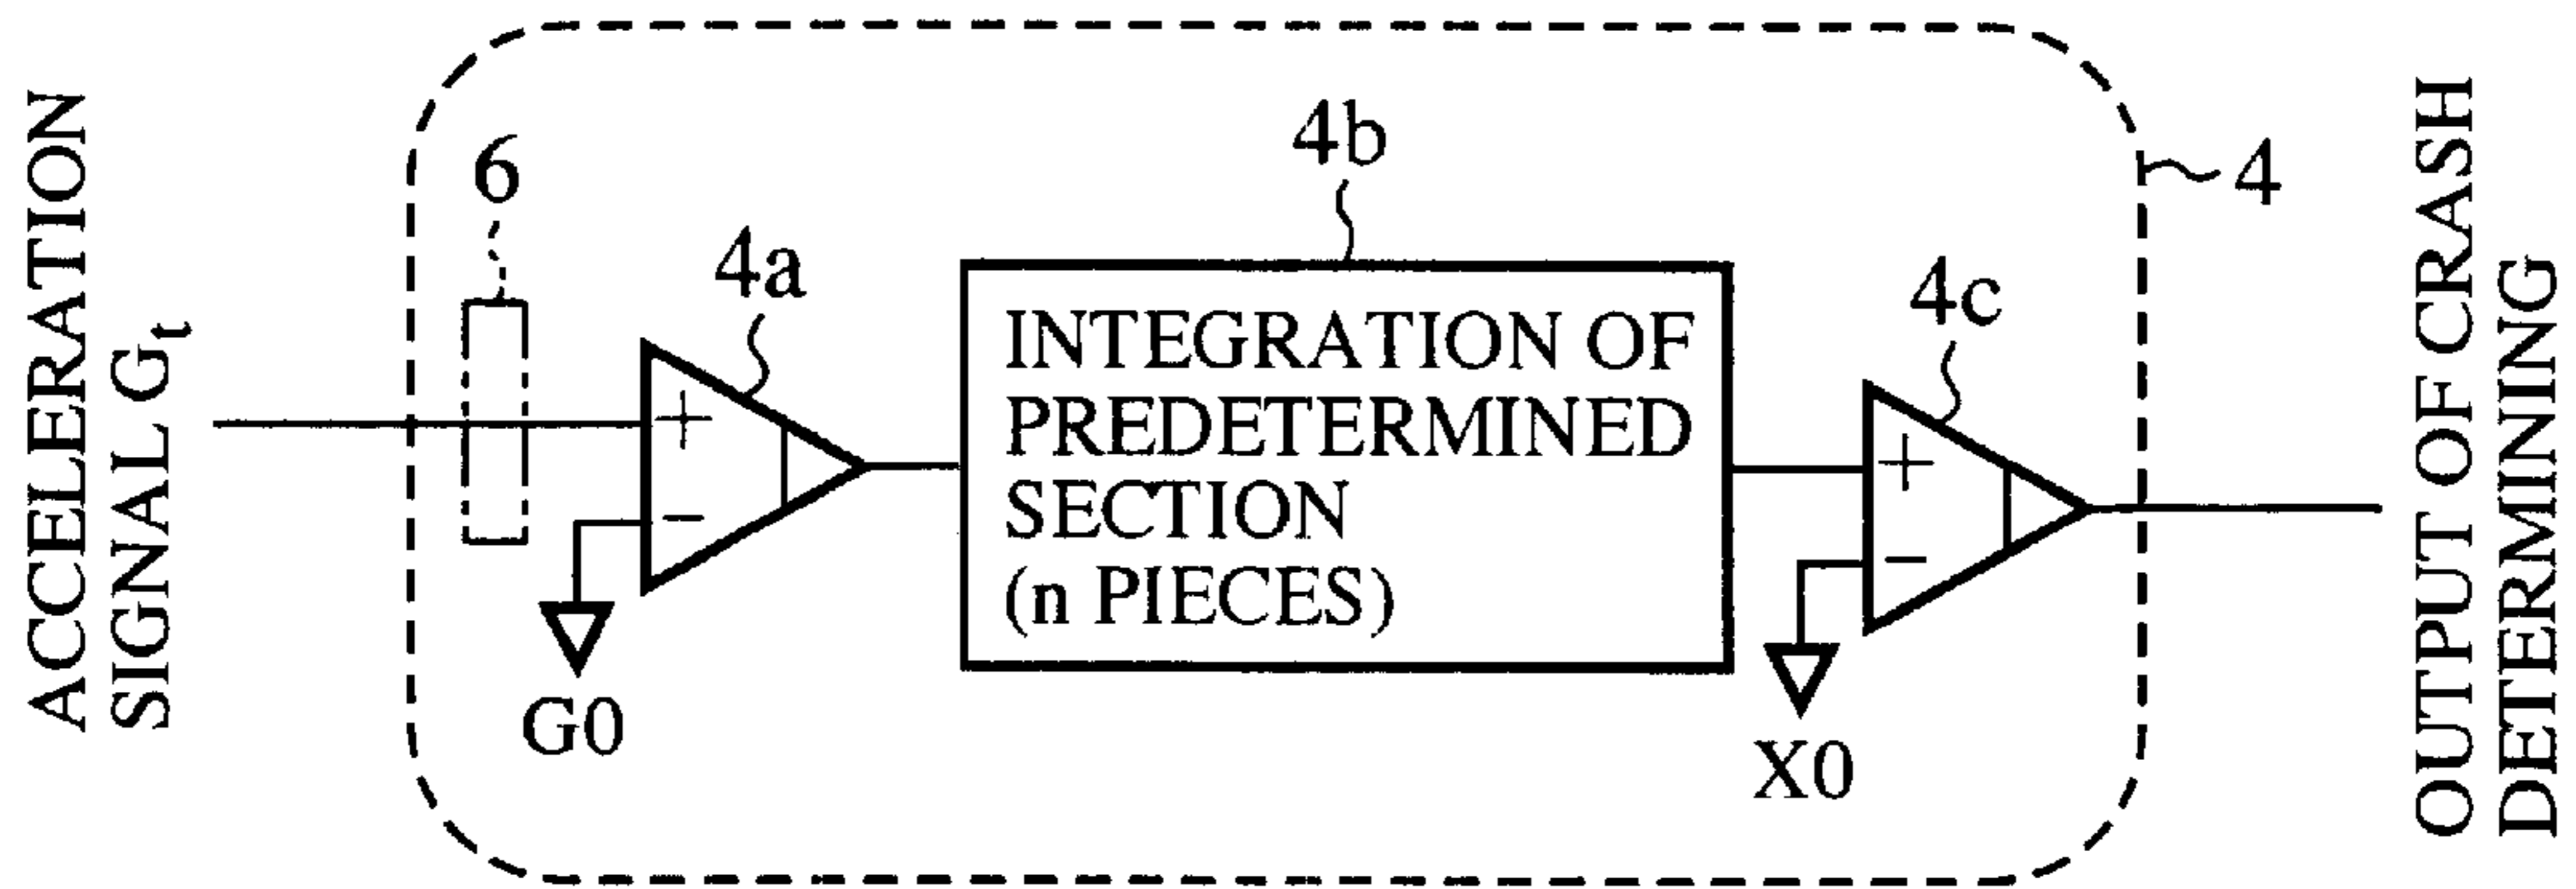 ACCELERATION
SIGNAL Gt
6
4a
+
−
G0
4b
INTEGRATION OF
PREDETERMINED
SECTION
(n PIECES)
4c
+
−
X0
4
OUTPUT OF CRASH
DETERMINING